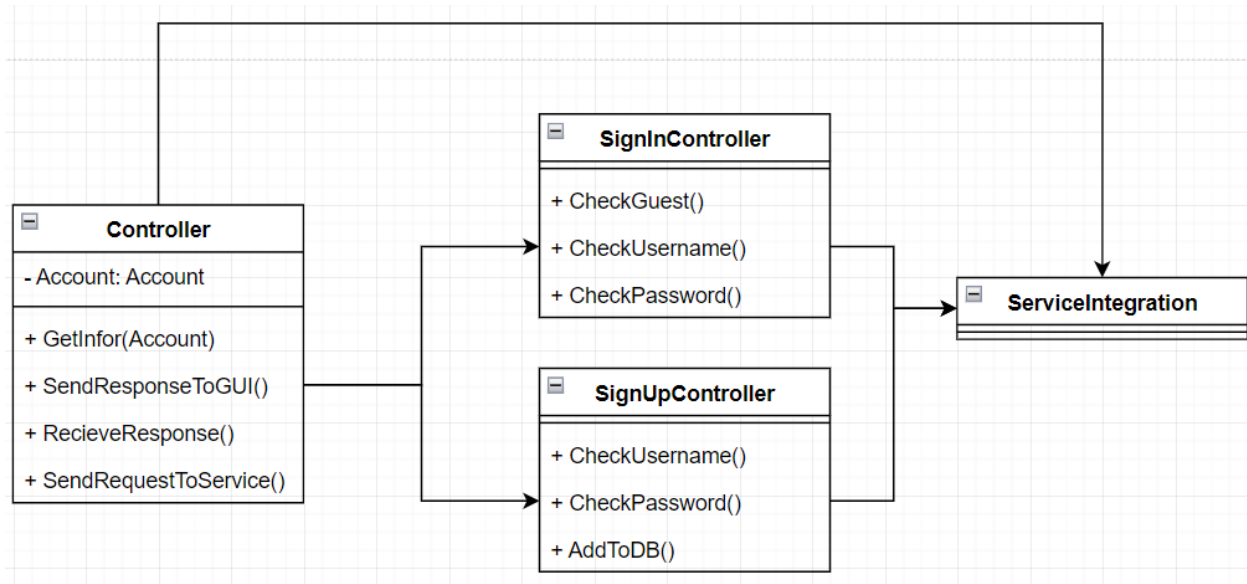 Controller
- Account: Account
+ GetInfor(Account)
+ SendResponseToGUI()
+ RecieveResponse()
+ SendRequestToService()
SignInController
+ CheckGuest()
+ CheckUsername()
+ CheckPassword()
SignUpController
+ CheckUsername()
+ CheckPassword()
+ AddToDB()
ServiceIntegration